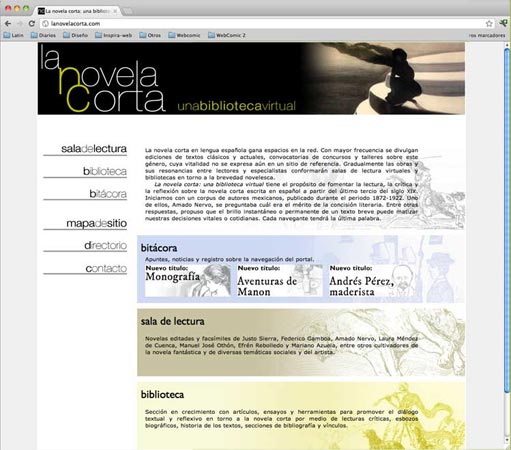 La novela corta: una bibliote
lanovelacorta.com
Latin
Diarios
Diseño
Inspira-web
Otros
Webcomic
WebComic 2
ros marcadores
la
novela
corta
unabibliotecavirtual
saladelectura
biblioteca
bitácora
mapadesitio
directorio
contacto
La novela corta en lengua española gana espacios en la red. Con mayor frecuencia se divulgan
ediciones de textos clásicos y actuales, convocatorias de concursos y talleres sobre este
género, cuya vitalidad no se expresa aún en un sitio de referencia. Gradualmente las obras y
sus resonancias entre lectores y especialistas conformarán salas de lectura virtuales y
bibliotecas en torno a la brevedad novelesca.
La novela corta: una biblioteca virtual tiene el propósito de fomentar la lectura, la crítica y
la reflexión sobre la novela corta escrita en español a partir del último tercio del siglo XIX.
Iniciamos con un corpus de autores mexicanos, publicado durante el periodo 1872-1922. Uno
de ellos, Amado Nervo, se preguntaba cuál era el mérito de la concisión literaria. Entre otras
respuestas, propuso que el brillo instantáneo o permanente de un texto breve puede matizar
nuestras decisiones vitales o cotidianas. Cada navegante tendrá la última palabra.
bitácora
Apuntes, noticias y registro sobre la navegación del portal.
Nuevo título:
Monografía
Nuevo título:
Aventuras de
Manon
Nuevo título:
Andrés Pérez,
maderista
sala de lectura
Novelas editadas y facsímiles de Justo Sierra, Federico Gamboa, Amado Nervo, Laura Méndez
de Cuenca, Manuel José Othón, Efrén Rebolledo y Mariano Azuela, entre otros cultivadores de
la novela fantástica y de diversas temáticas sociales y del artista.
biblioteca
Sección en crecimiento con artículos, ensayos y herramientas para promover el diálogo
textual y reflexivo en torno a la novela corta por medio de lecturas críticas, esbozos
biográficos, historia de los textos, secciones de bibliografía y vínculos.